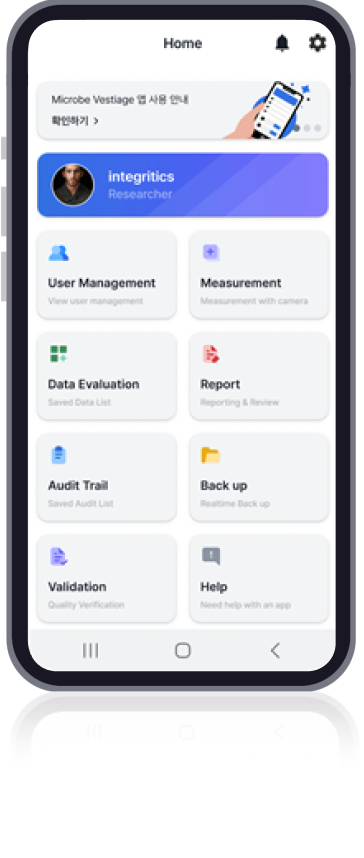 Home
Microbe Vestiage 앱 사용 안내
확인하기 >
integritics
Researcher
User Management
View user management
Measurement
Measurement with camera
Data Evaluation
Saved Data List
Report
Reporting & Review
Audit Trail
Saved Audit List
Back up
Realtime Back up
Validation
Quality Verification
Help
Need help with an app